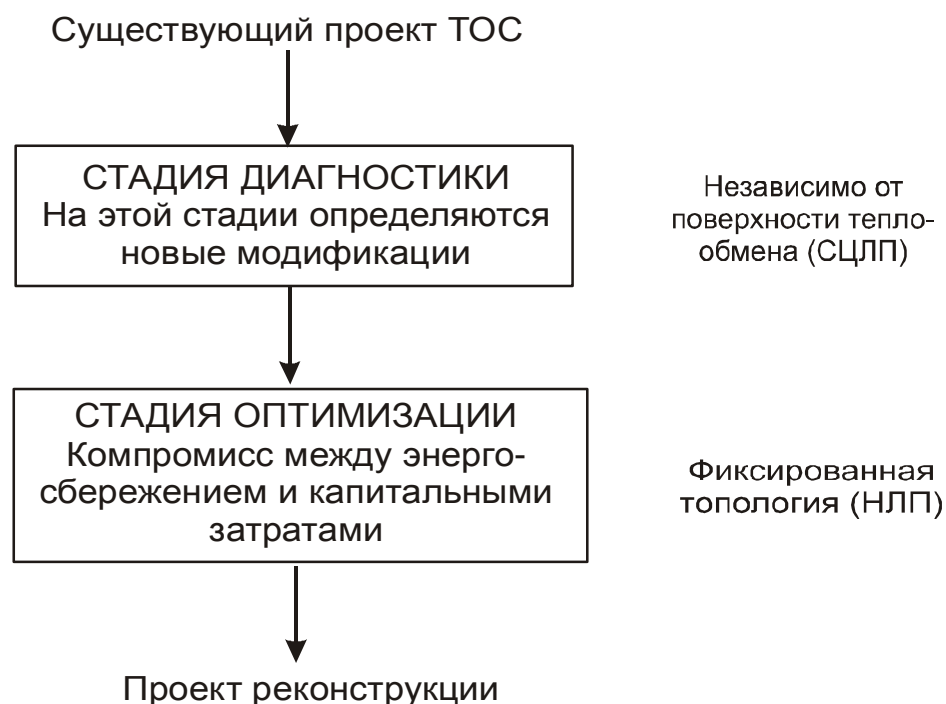 Существующий проект ТОС
СТАДИЯ ДИАГНОСТИКИ
На этой стадии определяются
новые модификации
Независимо от
поверхности тепло-
обмена (СЦЛП)
СТАДИЯ ОПТИМИЗАЦИИ
Компромисс между энерго-
сбережением и капитальными
затратами
Фиксированная
топология (НЛП)
Проект реконструкции